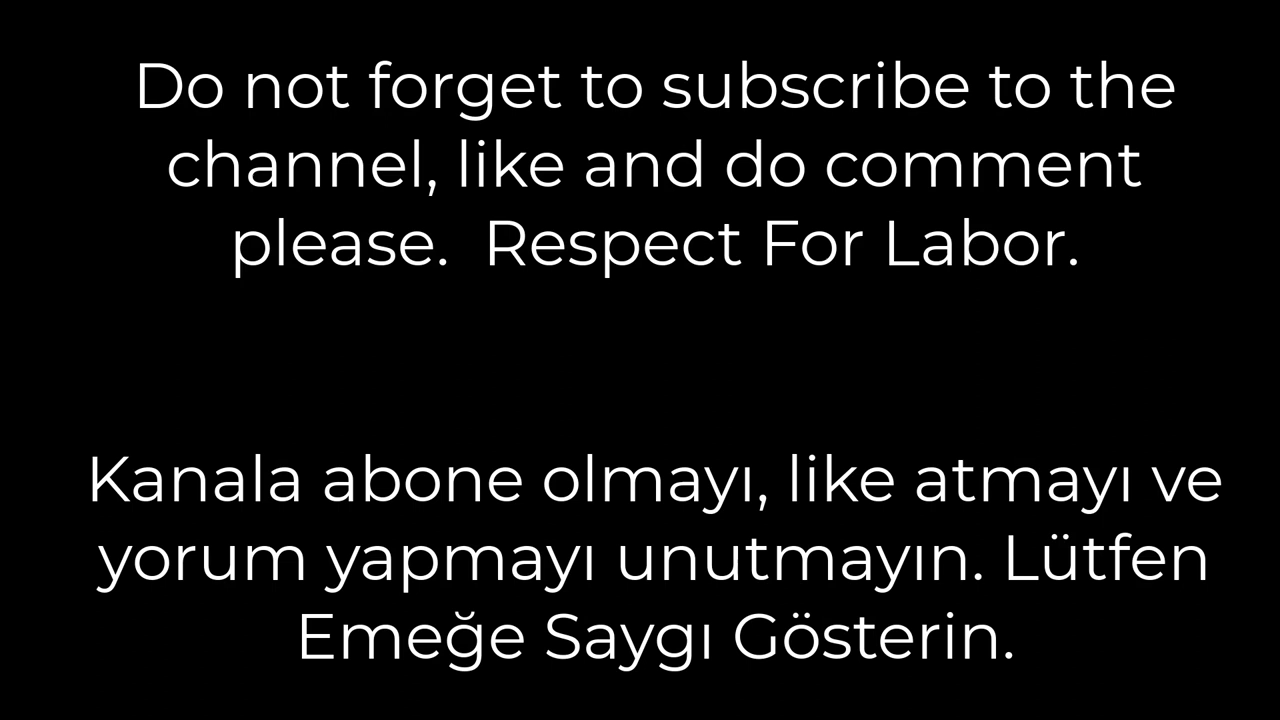 Do not forget to subscribe to the
channel, like and do comment
please.  Respect For Labor.
Kanala abone olmayı, like atmayı ve
yorum yapmayı unutmayın. Lütfen
Emeğe Saygı Gösterin.